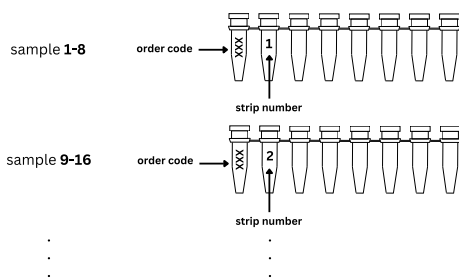 sample 1-8
order code
XXX
1
strip number
sample 9-16
order code
XXX
2
strip number